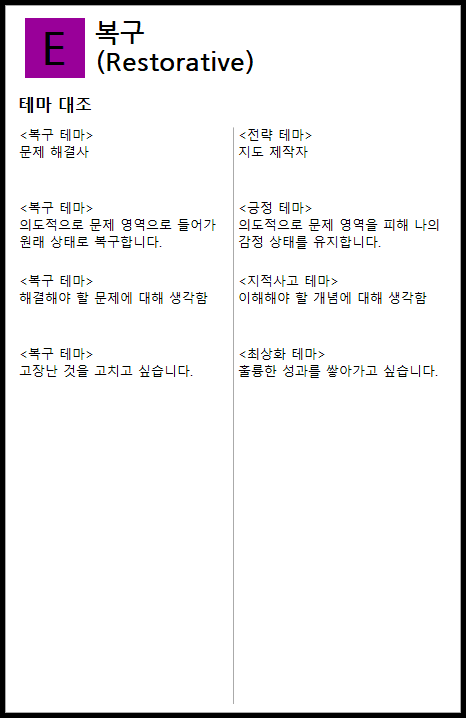 E
복구
(Restorative)
테마 대조
<복구 테마>
문제 해결사
<전략 테마>
지도 제작자
<복구 테마>
의도적으로 문제 영역으로 들어가
원래 상태로 복구합니다.
<긍정 테마>
의도적으로 문제 영역을 피해 나의
감정 상태를 유지합니다.
<복구 테마>
해결해야 할 문제에 대해 생각함
<지적사고 테마>
이해해야 할 개념에 대해 생각함
<복구 테마>
고장난 것을 고치고 싶습니다.
<최상화 테마>
훌륭한 성과를 쌓아가고 싶습니다.